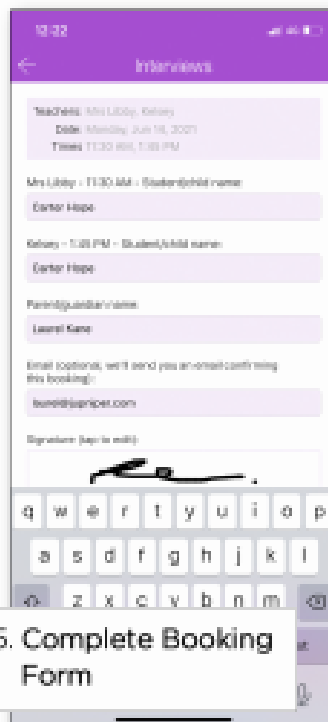 12:22
4G
Interviews
Teachers: Mrs Libby, Kelsey
Date: Monday, Jun 14, 2021
Times: 11:30 AM, 1:45 PM
Mrs Libby - 11:30 AM - Student/child name:
Carter Hope
Kelsey - 1:45 PM - Student/child name:
Carter Hope
Parent/guardian name:
Laurel Kane
Email (optional, we'll send you an email confirming
this booking):
Signature (tap to edit):
q w e r t y u i o p
a s d f g h j k l
z x c v b n m
5. Complete Booking
Form